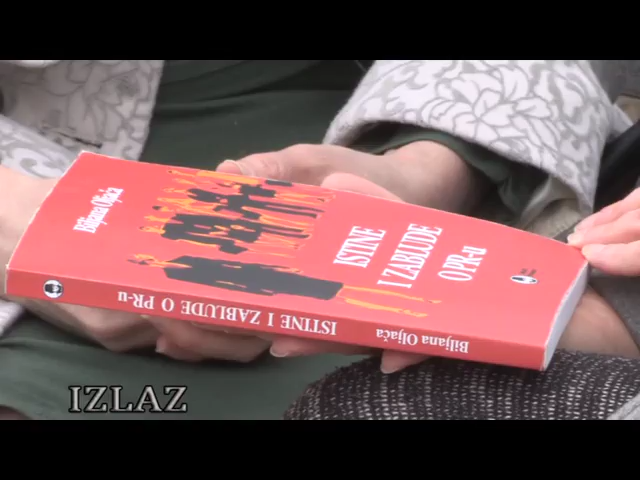 Biljana Oljača
ISTINE
I ZABLUDE
O PR-u
Biljana Oljača
ISTINE I ZABLUDE O PR-u
IZLAZ